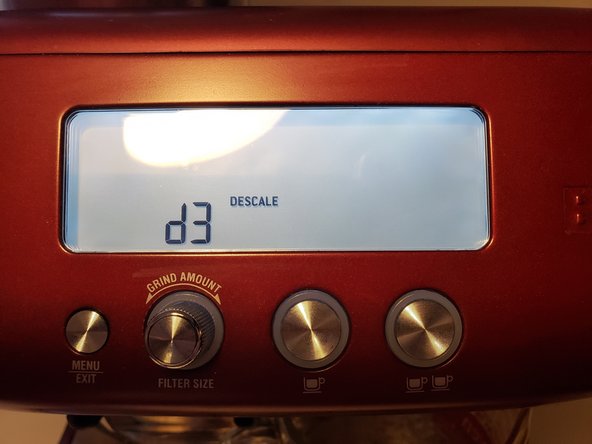 DESCALE
d3
GRIND AMOUNT
MENU
EXIT
FILTER SIZE